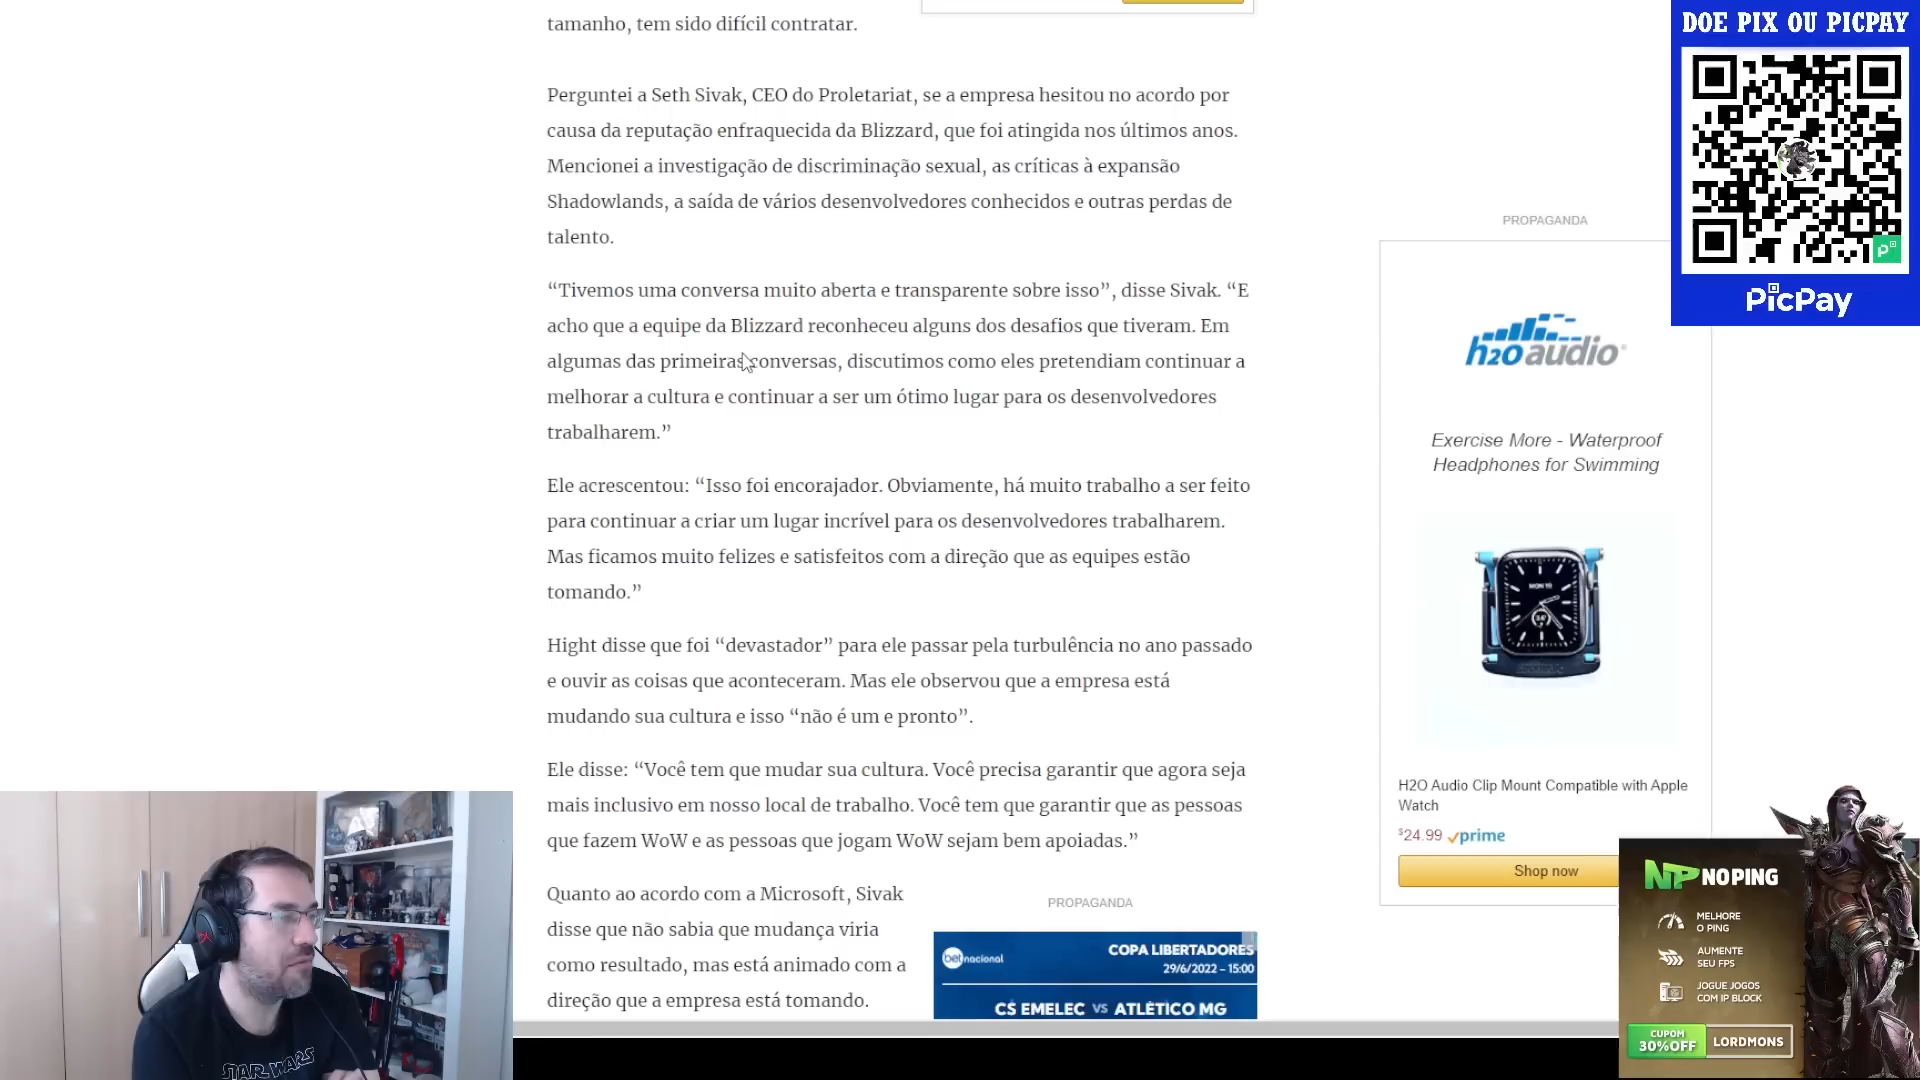 tamanho, tem sido difícil contratar.
Perguntei a Seth Sivak, CEO do Proletariat, se a empresa hesitou no acordo por
causa da reputação enfraquecida da Blizzard, que foi atingida nos últimos anos.
Mencionei a investigação de discriminação sexual, as críticas à expansão
Shadowlands, a saída de vários desenvolvedores conhecidos e outras perdas de
talento.
“Tivemos uma conversa muito aberta e transparente sobre isso”, disse Sivak. “E
acho que a equipe da Blizzard reconheceu alguns dos desafios que tiveram. Em
algumas das primeiras conversas, discutimos como eles pretendiam continuar a
melhorar a cultura e continuar a ser um ótimo lugar para os desenvolvedores
trabalharem.”
Ele acrescentou: “Isso foi encorajador. Obviamente, há muito trabalho a ser feito
para continuar a criar um lugar incrível para os desenvolvedores trabalharem.
Mas ficamos muito felizes e satisfeitos com a direção que as equipes estão
tomando.”
Hight disse que foi “devastador” para ele passar pela turbulência no ano passado
e ouvir as coisas que aconteceram. Mas ele observou que a empresa está
mudando sua cultura e isso “não é um e pronto”.
Ele disse: “Você tem que mudar sua cultura. Você precisa garantir que agora seja
mais inclusivo em nosso local de trabalho. Você tem que garantir que as pessoas
que fazem WoW e as pessoas que jogam WoW sejam bem apoiadas.”
Quanto ao acordo com a Microsoft, Sivak
disse que não sabia que mudança viria
como resultado, mas está animado com a
direção que a empresa está tomando.
PROPAGANDA
betnacional
COPA LIBERTADORES
29/6/2022 – 15:00
CS EMELEC VS ATLÉTICO MG
DOE PIX OU PICPAY
PicPay
PROPAGANDA
h2o audio
Exercise More - Waterproof
Headphones for Swimming
H2O Audio Clip Mount Compatible with Apple
Watch
$24.99 prime
Shop now
NP NOPING
MELHORE
O PING
AUMENTE
SEU FPS
JOGUE JOGOS
COM IP BLOCK
CUPOM
30%OFF
LORDMONS
STAR WARS